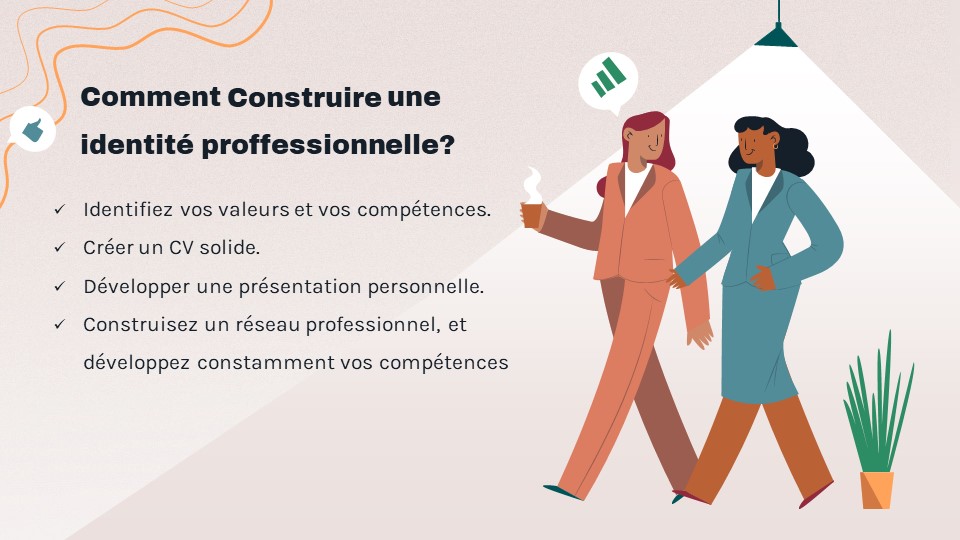 Comment Construire une
identité proffessionnelle?
Identifiez vos valeurs et vos compétences.
Créer un CV solide.
Développer une présentation personnelle.
Construisez un réseau professionnel, et
développez constamment vos compétences